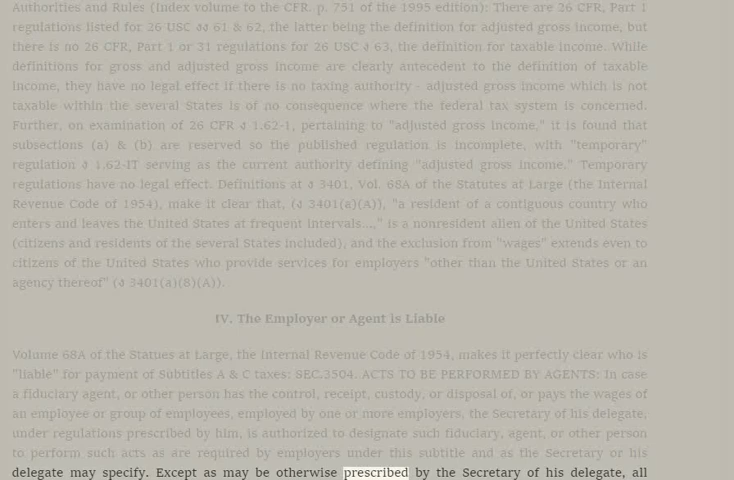 Authorities and Rules (Index volume to the CFR. p. 751 of the 1995 edition): There are 26 CFR, Part 1
regulations listed for 26 USC §§ 61 & 62, the latter being the definition for adjusted gross income, but
there is no 26 CFR, Part 1 or 31 regulations for 26 USC § 63, the definition for taxable income. While
definitions for gross and adjusted gross income are clearly antecedent to the definition of taxable
income, they have no legal effect if there is no taxing authority - adjusted gross income which is not
taxable within the several States is of no consequence where the federal tax system is concerned.
Further, on examination of 26 CFR § 1.62-1, pertaining to "adjusted gross income," it is found that
subsections (a) & (b) are reserved so the published regulation is incomplete, with "temporary"
regulation § 1.62-1T serving as the current authority defining "adjusted gross income." Temporary
regulations have no legal effect. Definitions at § 3401, Vol. 68A of the Statutes at Large (the Internal
Revenue Code of 1954), make it clear that, (§ 3401(a)(A)), "a resident of a contiguous country who
enters and leaves the United States at frequent intervals...," is a nonresident alien of the United States
(citizens and residents of the several States included), and the exclusion from "wages" extends even to
citizens of the United States who provide services for employers "other than the United States or an
agency thereof" (§ 3401(a)(8)(A)).
IV. The Employer or Agent is Liable
Volume 68A of the Statues at Large, the Internal Revenue Code of 1954, makes it perfectly clear who is
"liable" for payment of Subtitles A & C taxes: SEC.3504. ACTS TO BE PERFORMED BY AGENTS: In case
a fiduciary agent, or other person has the control, receipt, custody, or disposal of, or pays the wages of
an employee or group of employees, employed by one or more employers, the Secretary of his delegate,
under regulations prescribed by him, is authorized to designate such fiduciary, agent, or other person
to perform such acts as are required by employers under this subtitle and as the Secretary or his
delegate may specify. Except as may be otherwise prescribed by the Secretary of his delegate, all